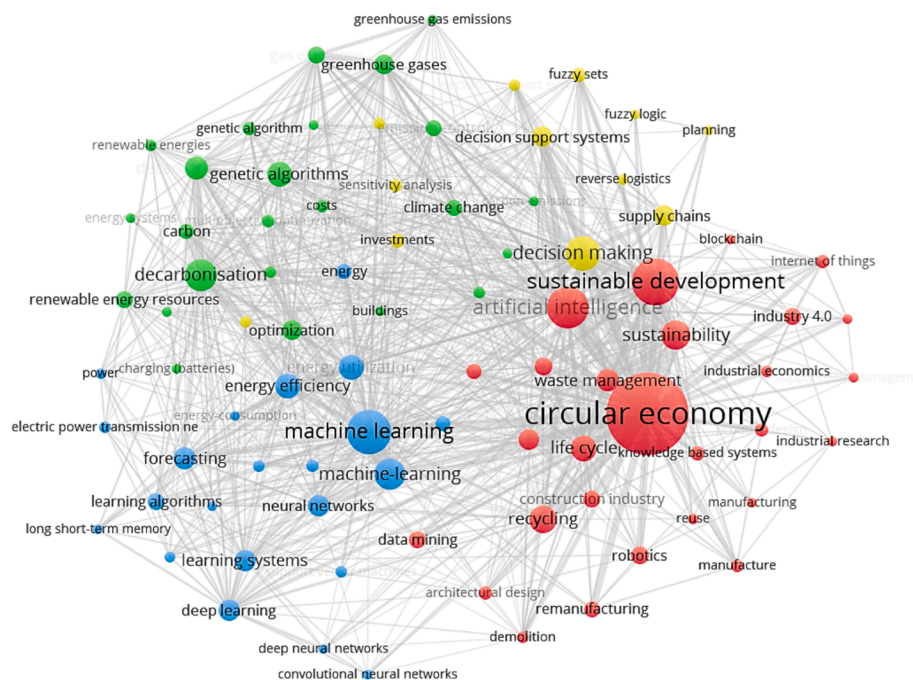 greenhouse gas emissions
greenhouse gases
fuzzy sets
fuzzy logic
genetic algorithm
decision support systems
planning
renewable energies
genetic algorithms
sensitivity analysis
reverse logistics
costs
climate change
supply chains
energy systems
carbon
investments
blockchain
decision making
internet of things
decarbonisation
energy
sustainable development
renewable energy resources
buildings
artificial intelligence
industry 4.0
optimization
sustainability
power
charging (batteries)
energy utilization
industrial economics
energy efficiency
waste management
energy-consumption
circular economy
electric power transmission ne
machine learning
industrial research
life cycle
knowledge based systems
forecasting
machine-learning
learning algorithms
neural networks
construction industry
manufacturing
long short-term memory
recycling
reuse
data mining
learning systems
robotics
manufacture
architectural design
deep learning
remanufacturing
demolition
deep neural networks
convolutional neural networks